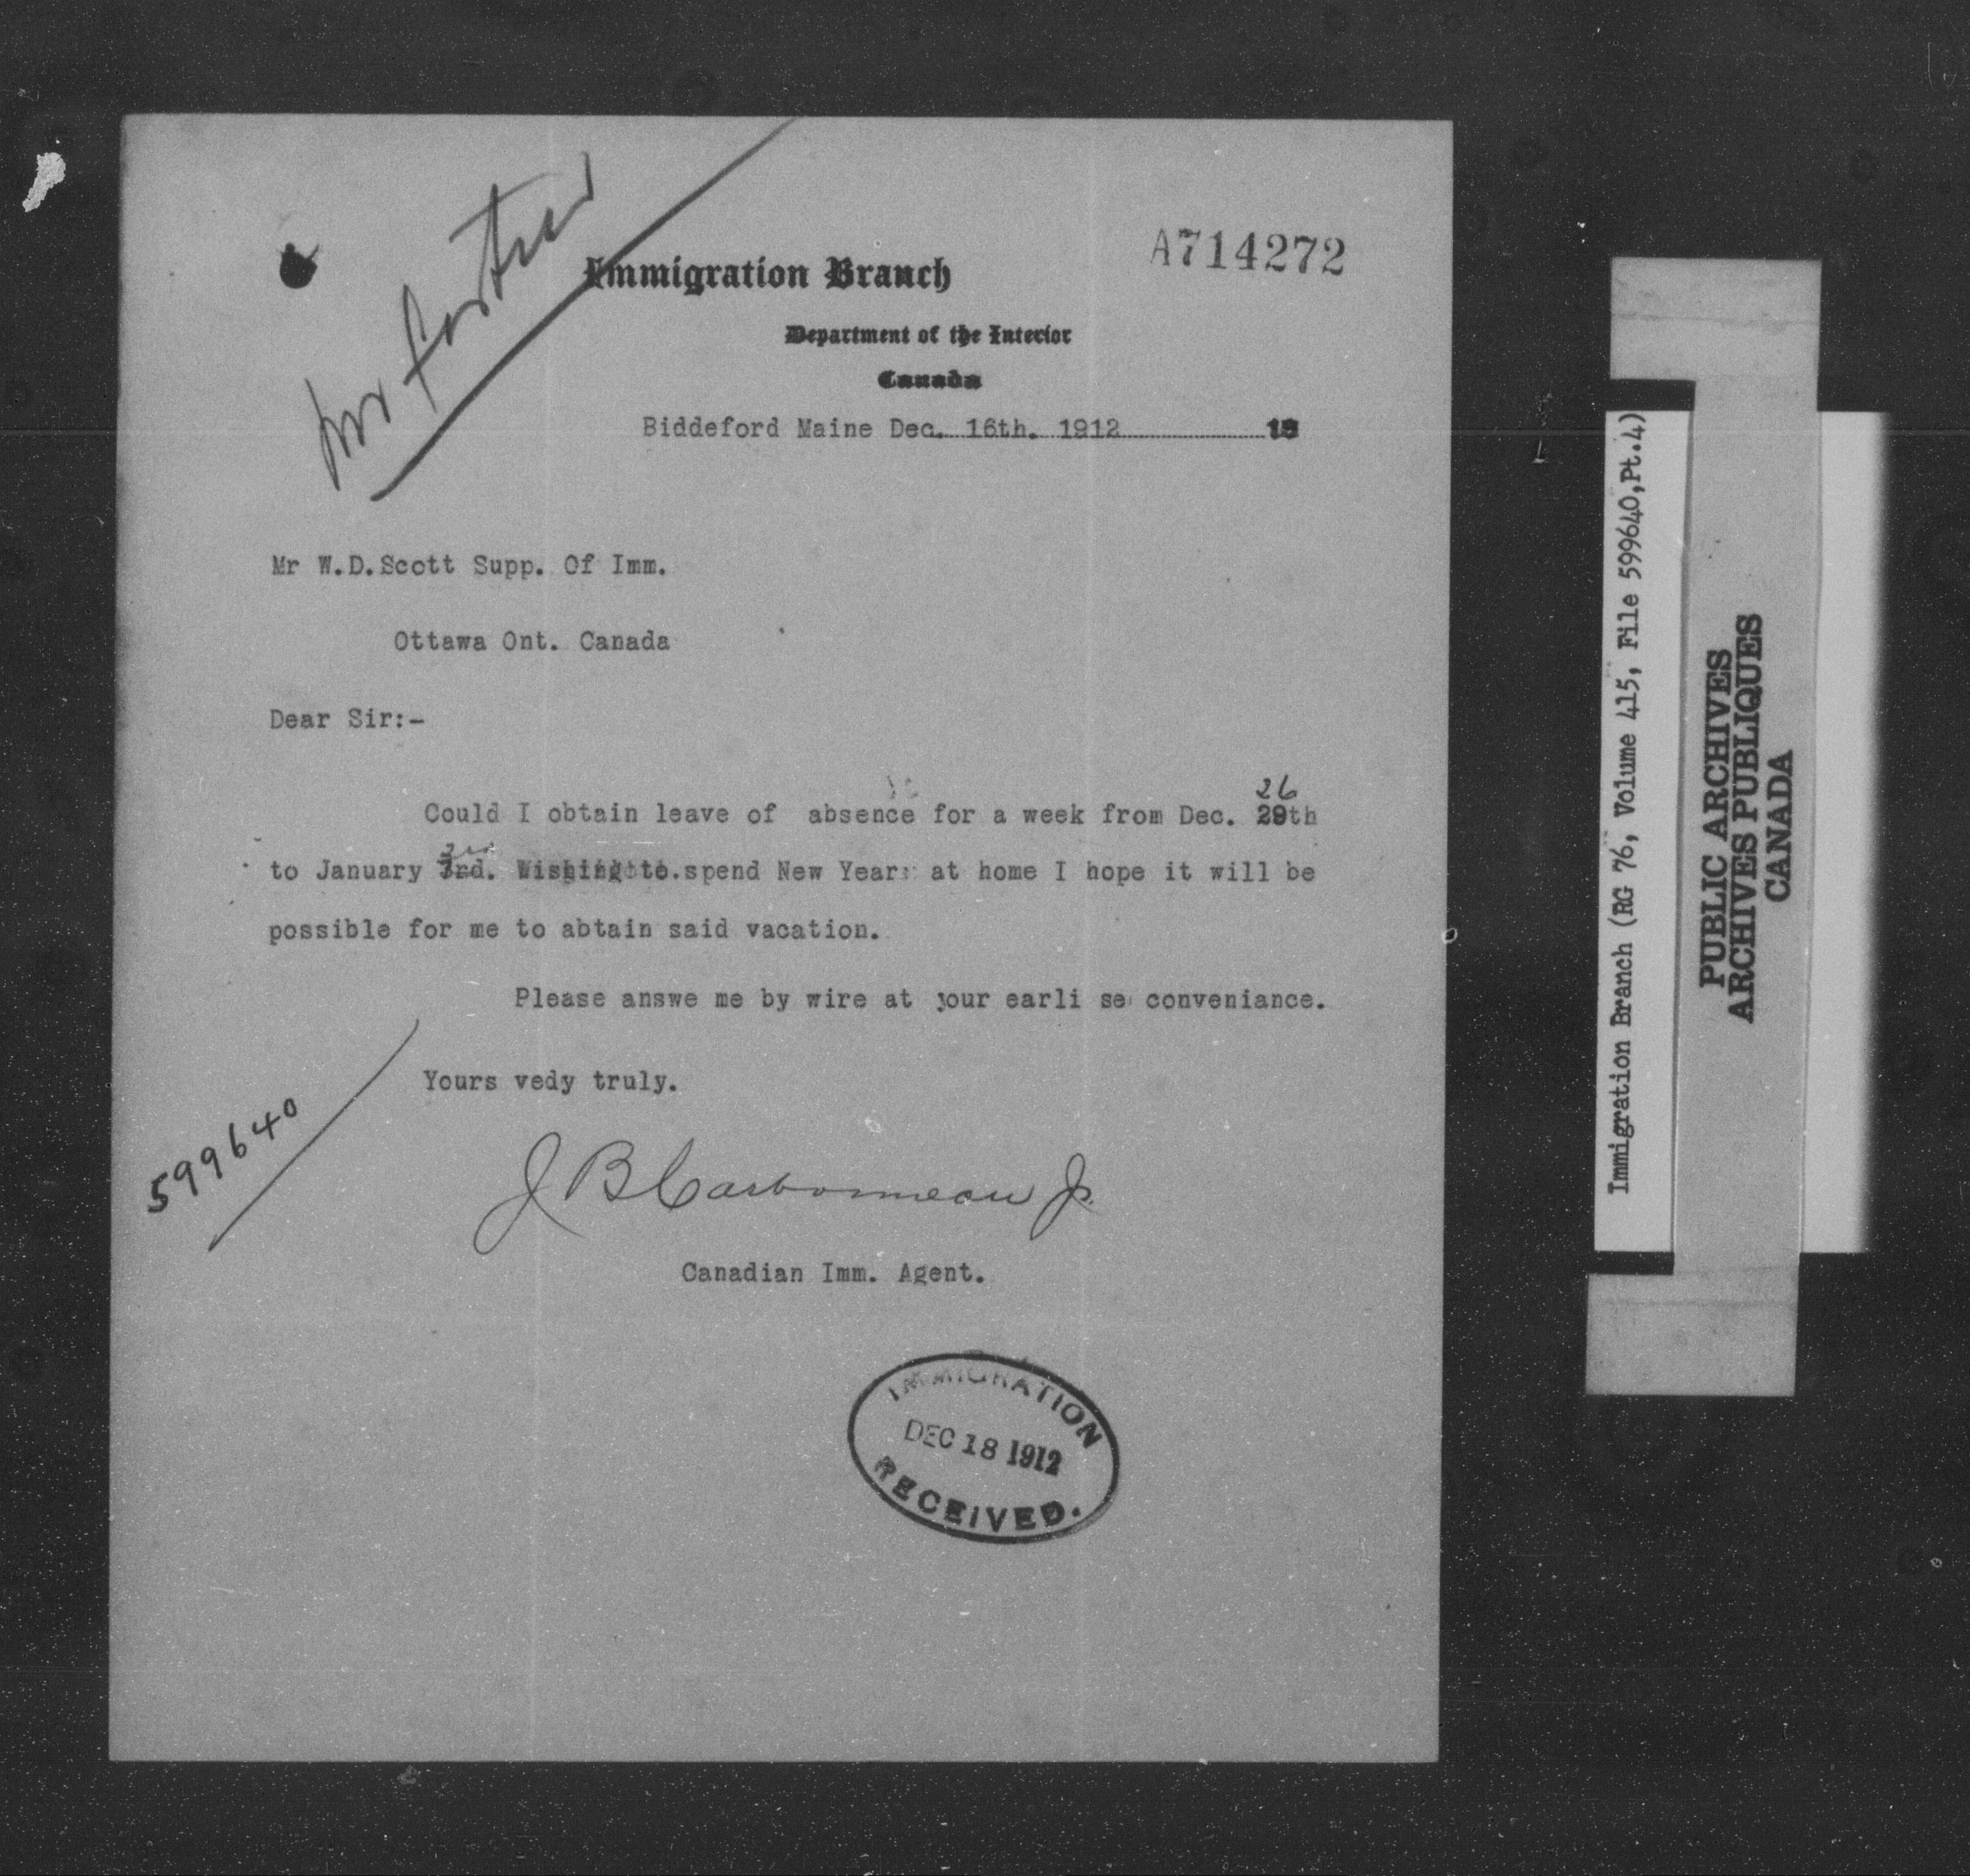 Mr Foster
A714272
Immigration Branch
Department of the Interior
Canada
Biddeford Maine Dec. 16th. 1912 19
Mr W.D.Scott Supp. Of Imm.
Ottawa Ont. Canada
Dear Sir:-
26
Could I obtain leave of absence for a week from Dec. 29th
3rd
to January 3rd. Wishing to.spend New Year at home I hope it will be
possible for me to abtain said vacation.
Please answe me by wire at your earli se conveniance.
Yours vedy truly.
599640
J B Carbonneau Jr.
Canadian Imm. Agent.
IMMIGRATION
DEC 18 1912
RECEIVED.
Immigration Branch (RG 76, Volume 415, File 599640,Pt.4)
PUBLIC ARCHIVES
ARCHIVES PUBLIQUES
CANADA